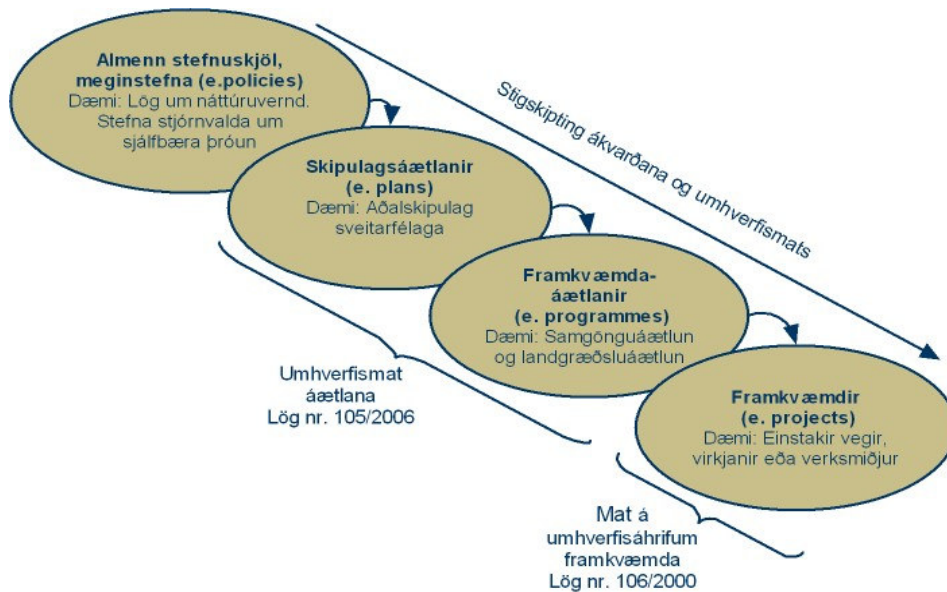 Almenn stefnuskjöl,
meginstefna (e.policies)
Dæmi: Lög um náttúruvernd.
Stefna stjórnvalda um
sjálfbæra þróun
Stigskipting ákvarðana og umhverfismats
Skipulagsáætlanir
(e. plans)
Dæmi: Aðalskipulag
sveitarfélaga
Framkvæmda-
áætlanir
(e. programmes)
Dæmi: Samgönguáætlun
og landgræðsluáætlun
Umhverfismat
áætlana
Lög nr. 105/2006
Framkvæmdir
(e. projects)
Dæmi: Einstakir vegir,
virkjanir eða verksmiðjur
Mat á
umhverfisáhrifum
framkvæmda
Lög nr. 106/2000